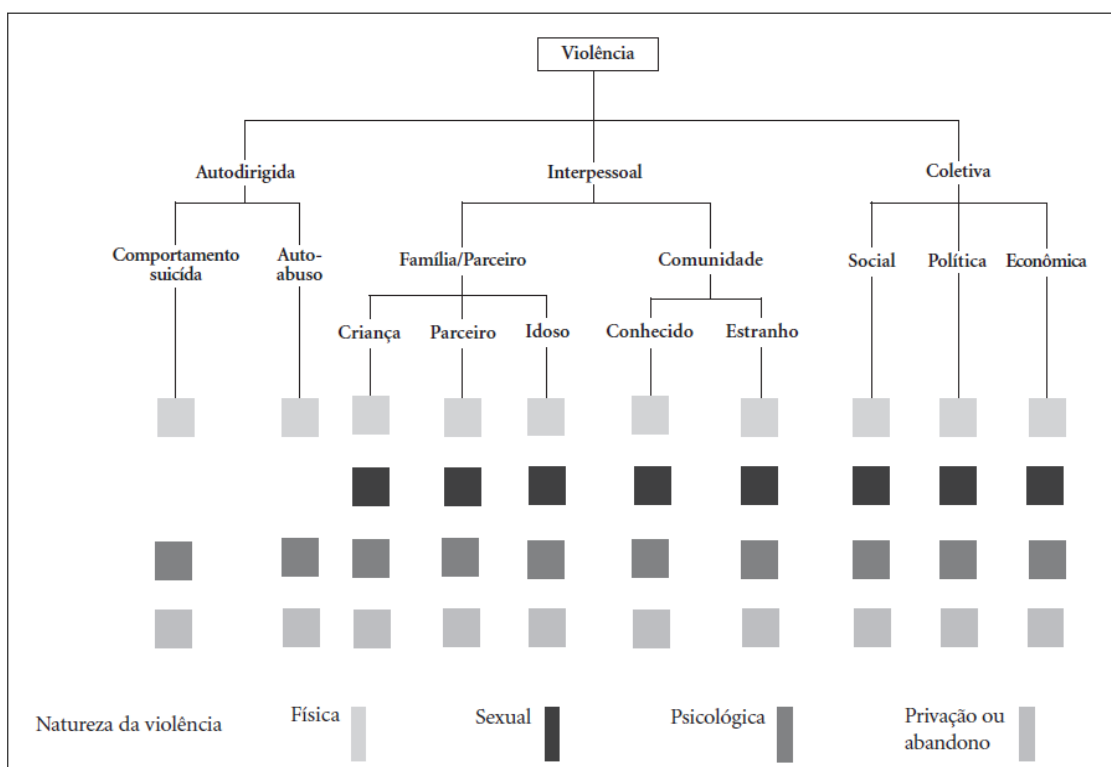 Violência
Autodirigida
Interpessoal
Coletiva
Comportamento
suicída
Auto-
abuso
Família/Parceiro
Comunidade
Social
Política
Econômica
Criança
Parceiro
Idoso
Conhecido
Estranho
Natureza da violência
Física
Sexual
Psicológica
Privação ou
abandono